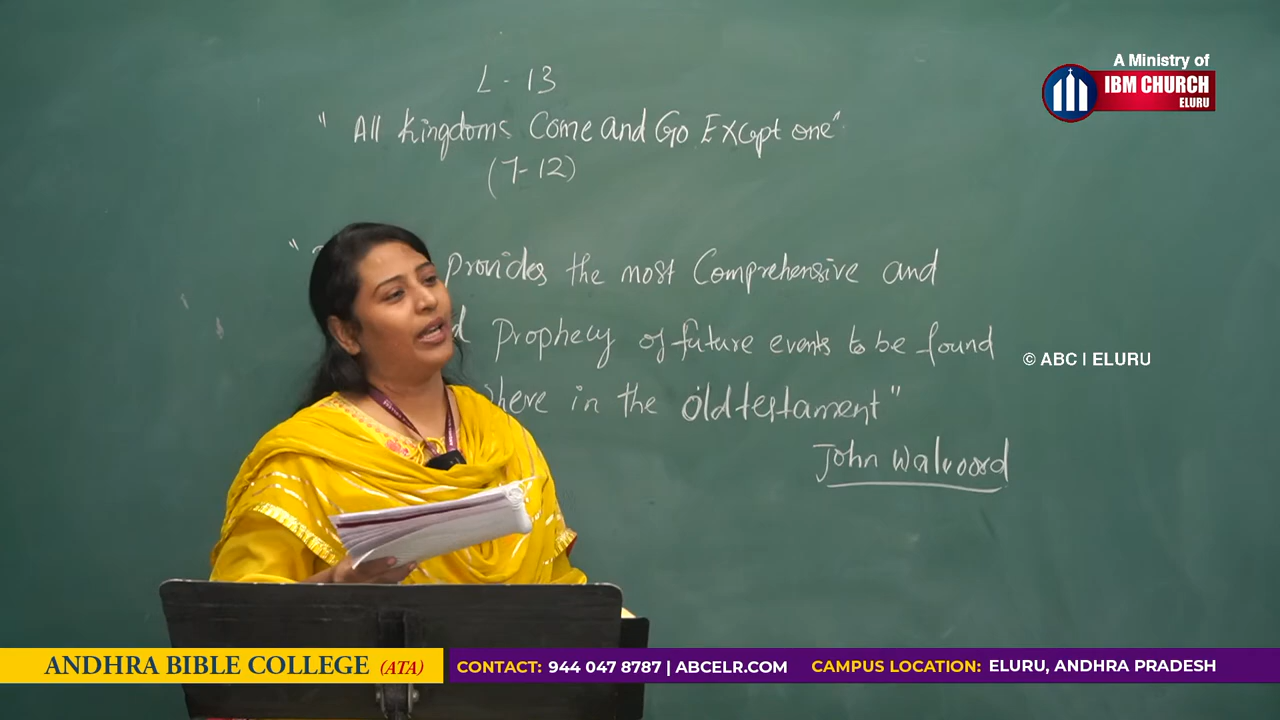 A Ministry of
IBM CHURCH
ELURU
L - 13
" All Kingdoms Come and Go Except one"
(7-12)
" provides the most Comprehensive and
Prophecy of future events to be found
in the old testament"
John Walvoord
© ABC | ELURU
ANDHRA BIBLE COLLEGE (ATA)
CONTACT: 944 047 8787 | ABCELR.COM CAMPUS LOCATION: ELURU, ANDHRA PRADESH